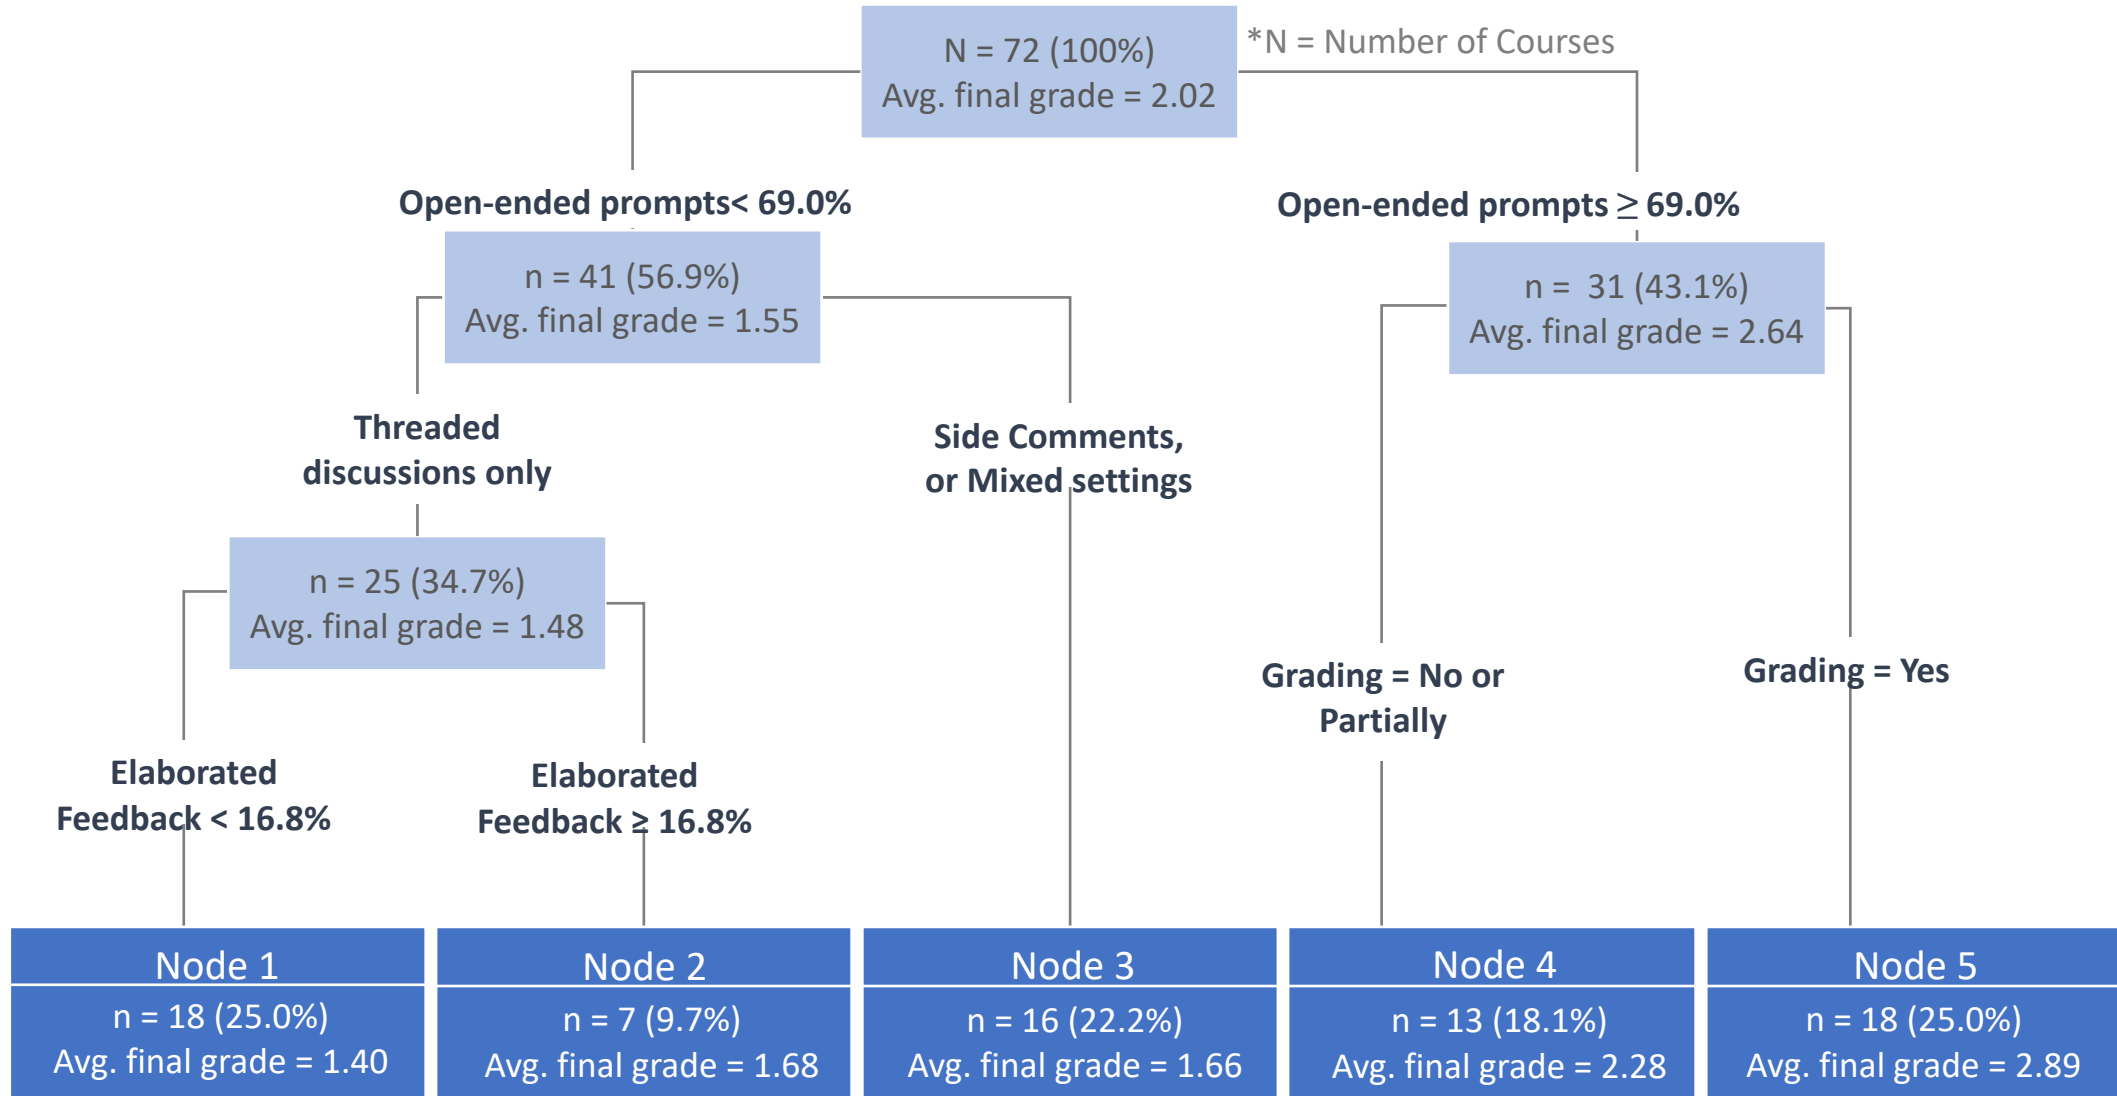 N = 72 (100%)
Avg. final grade = 2.02
*N = Number of Courses
Open-ended prompts< 69.0%
Open-ended prompts ≥ 69.0%
n = 41 (56.9%)
Avg. final grade = 1.55
n =  31 (43.1%)
Avg. final grade = 2.64
Threaded
discussions only
Side Comments,
or Mixed settings
n = 25 (34.7%)
Avg. final grade = 1.48
Grading = No or
Partially
Grading = Yes
Elaborated
Feedback < 16.8%
Elaborated
Feedback ≥ 16.8%
Node 1
n = 18 (25.0%)
Avg. final grade = 1.40
Node 2
n = 7 (9.7%)
Avg. final grade = 1.68
Node 3
n = 16 (22.2%)
Avg. final grade = 1.66
Node 4
n = 13 (18.1%)
Avg. final grade = 2.28
Node 5
n = 18 (25.0%)
Avg. final grade = 2.89